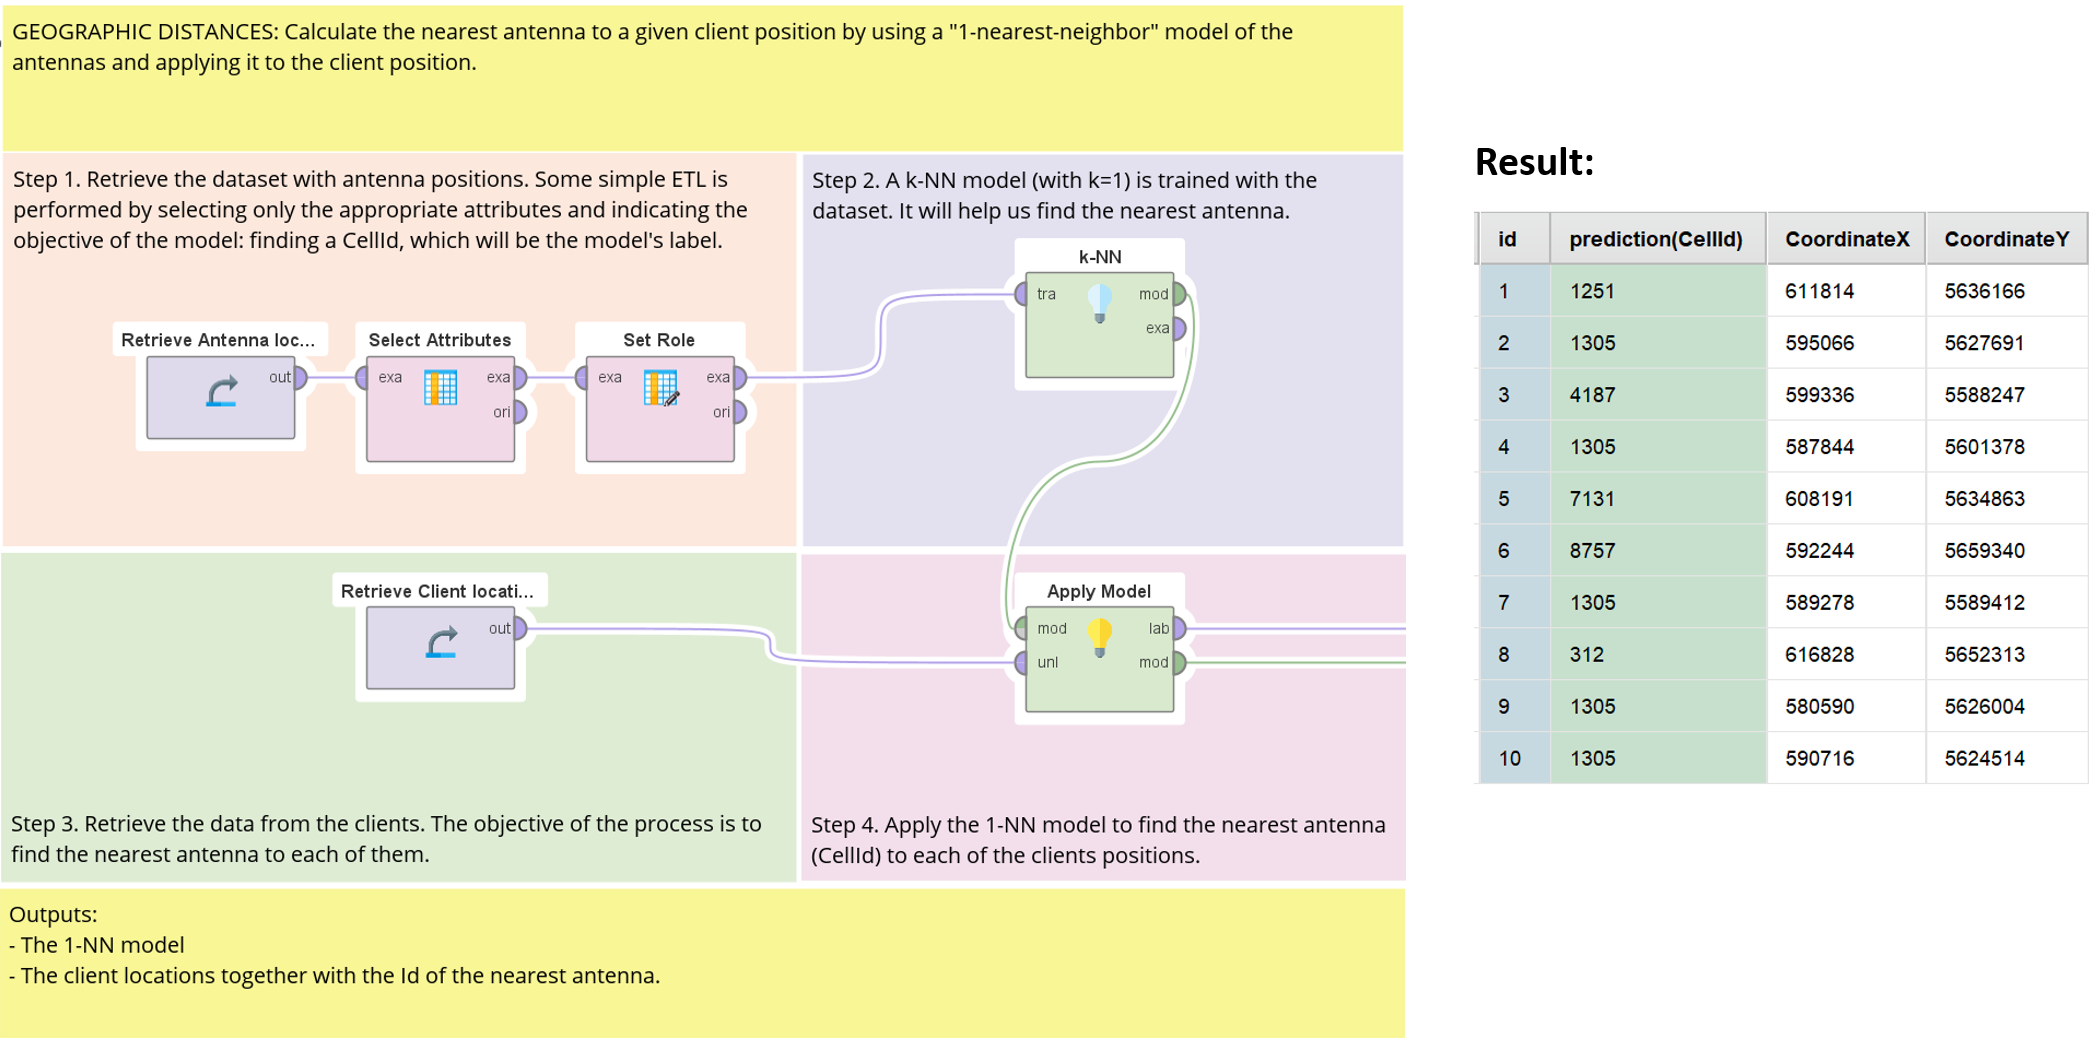 GEOGRAPHIC DISTANCES: Calculate the nearest antenna to a given client position by using a "1-nearest-neighbor" model of the
antennas and applying it to the client position.
Step 1. Retrieve the dataset with antenna positions. Some simple ETL is
performed by selecting only the appropriate attributes and indicating the
objective of the model: finding a CellId, which will be the model's label.
Retrieve Antenna loc...
out
Select Attributes
exa exa
ori
Set Role
exa exa
ori
Step 2. A k-NN model (with k=1) is trained with the
dataset. It will help us find the nearest antenna.
k-NN
tra mod
exa
Retrieve Client locati...
out
Step 3. Retrieve the data from the clients. The objective of the process is to
find the nearest antenna to each of them.
Apply Model
mod lab
unl mod
Step 4. Apply the 1-NN model to find the nearest antenna
(CellId) to each of the clients positions.
Outputs:
- The 1-NN model
- The client locations together with the Id of the nearest antenna.
Result:
id prediction(CellId) CoordinateX CoordinateY
1 1251 611814 5636166
2 1305 595066 5627691
3 4187 599336 5588247
4 1305 587844 5601378
5 7131 608191 5634863
6 8757 592244 5659340
7 1305 589278 5589412
8 312 616828 5652313
9 1305 580590 5626004
10 1305 590716 5624514